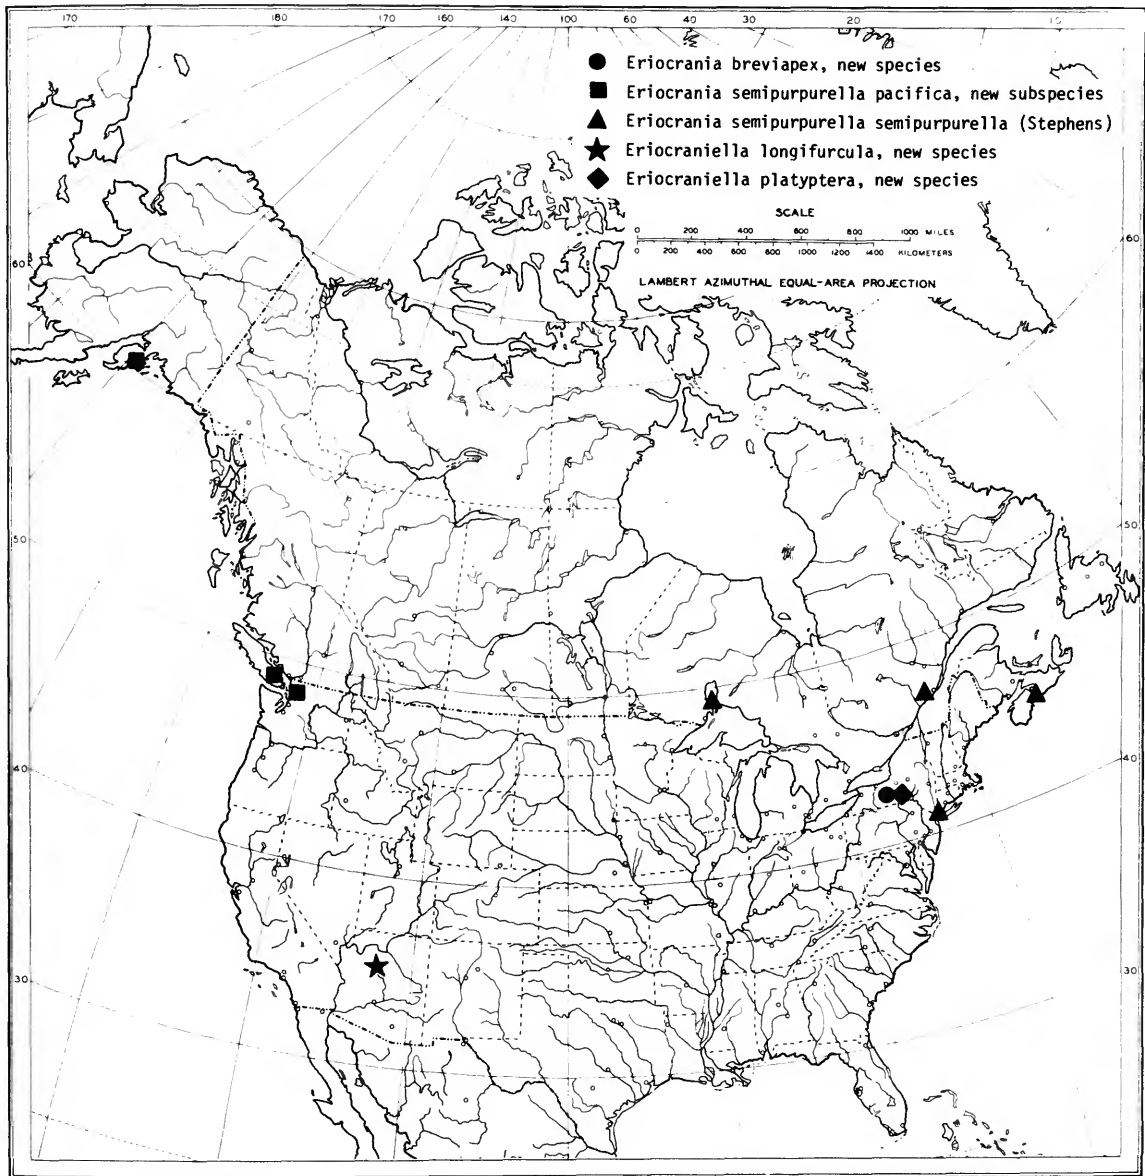 170 180 170 160 140 100 60 40 30 20
● Eriocrania breviapex, new species
■ Eriocrania semipurpurella pacifica, new subspecies
▲ Eriocrania semipurpurella semipurpurella (Stephens)
★ Eriocraniella longifurcula, new species
◆ Eriocraniella platyptera, new species
SCALE
0 200 400 600 800 1000 MILES
0 200 400 600 800 1000 1200 1400 KILOMETERS
LAMBERT AZIMUTHAL EQUAL-AREA PROJECTION
60 60
50 50
40 40
30 30